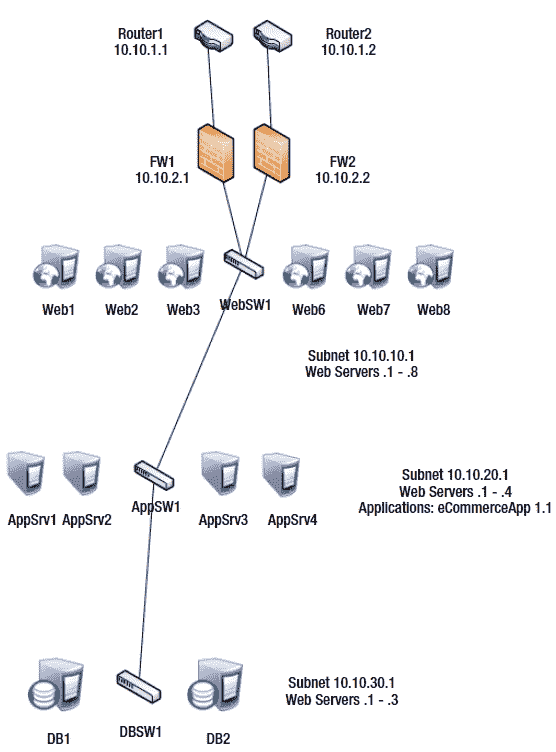 Router1
10.10.1.1
Router2
10.10.1.2
FW1
10.10.2.1
FW2
10.10.2.2
Web1
Web2
Web3
WebSW1
Web6
Web7
Web8
Subnet 10.10.10.1
Web Servers .1 - .8
AppSrv1
AppSrv2
AppSW1
AppSrv3
AppSrv4
Subnet 10.10.20.1
Web Servers .1 - .4
Applications: eCommerceApp 1.1
DB1
DBSW1
DB2
Subnet 10.10.30.1
Web Servers .1 - .3